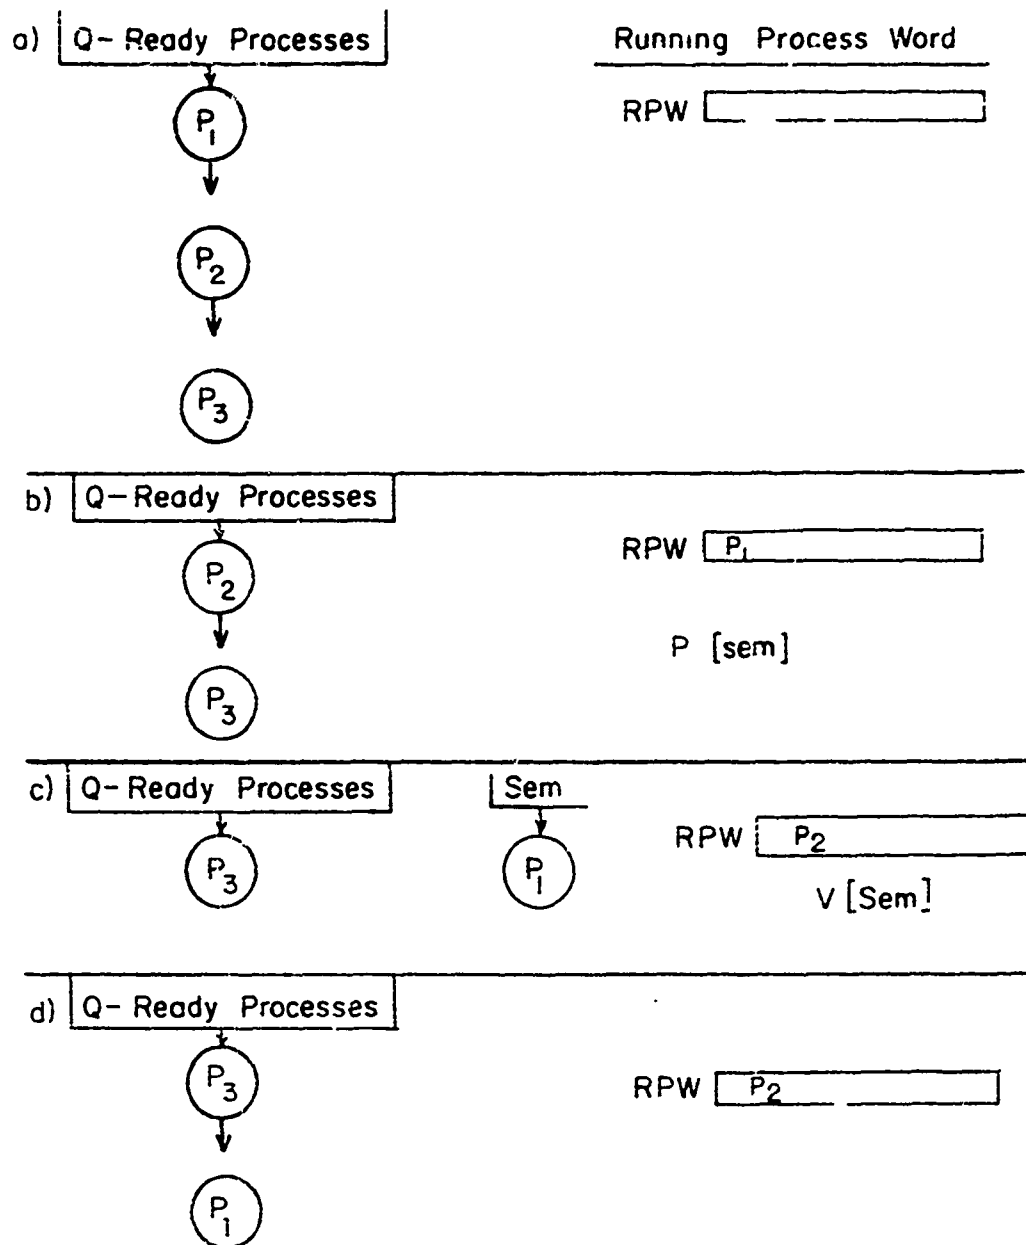 a) Q- Ready Processes
Running Process Word
RPW
P1
P2
P3
b) Q- Ready Processes
RPW P1
P2
P [sem]
P3
c) Q- Ready Processes
Sem
RPW P2
P3
P1
V [Sem]
d) Q- Ready Processes
P3
RPW P2
P1